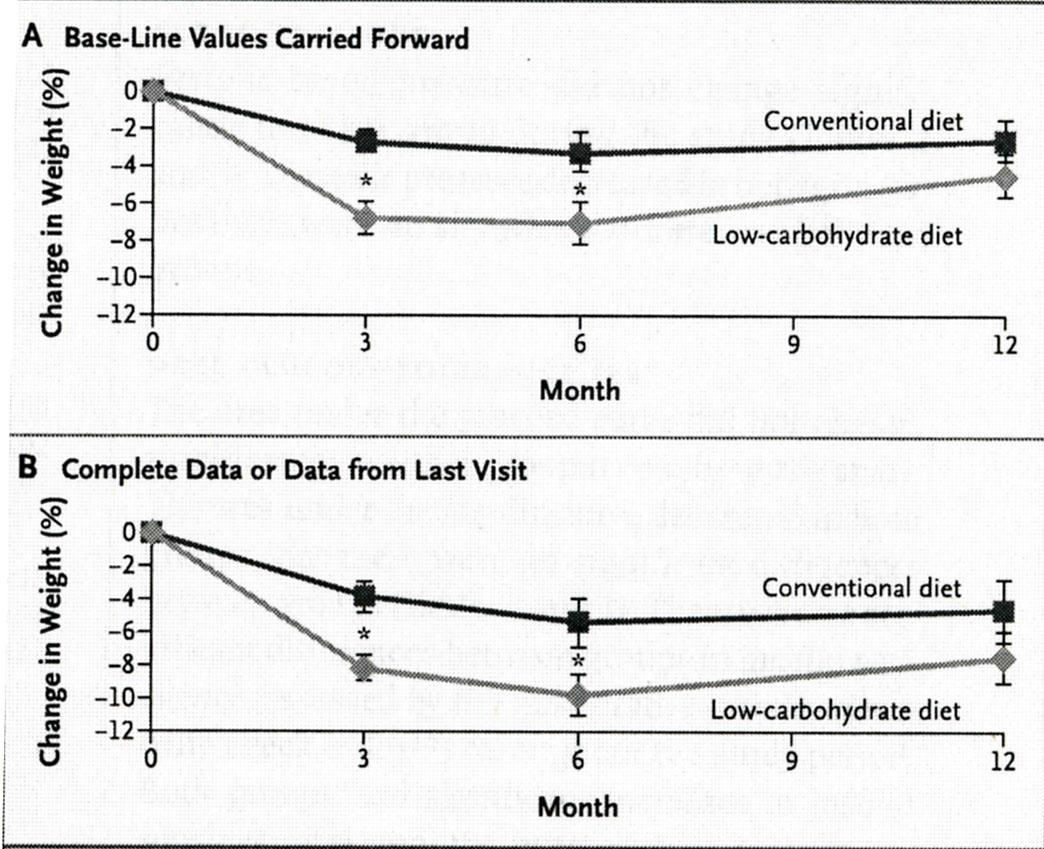 A Base-Line Values Carried Forward
Change in Weight (%)
0
−2
−4
−6
−8
−10
−12
Conventional diet
*
*
Low-carbohydrate diet
0 3 6 9 12
Month
B Complete Data or Data from Last Visit
Change in Weight (%)
0
−2
−4
−6
−8
−10
−12
Conventional diet
*
*
Low-carbohydrate diet
0 3 6 9 12
Month